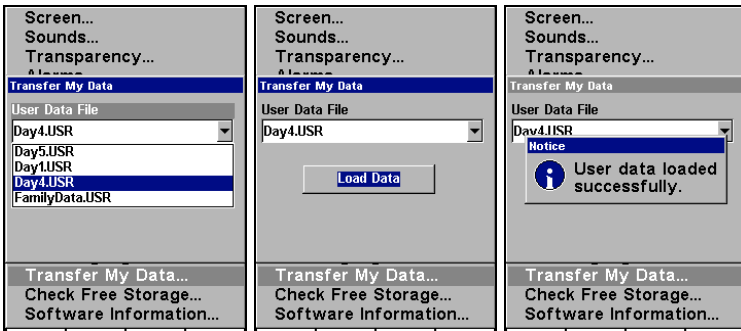 Screen...
Sounds...
Transparency...
Alarms
Transfer My Data
User Data File
Day4.USR
Day5.USR
Day1.USR
Day4.USR
FamilyData.USR
Transfer My Data...
Check Free Storage...
Software Information...
Screen...
Sounds...
Transparency...
Alarms
Transfer My Data
User Data File
Day4.USR
Load Data
Transfer My Data...
Check Free Storage...
Software Information...
Screen...
Sounds...
Transparency...
Alarms
Transfer My Data
User Data File
Day4.USR
Notice
User data loaded
successfully.
Transfer My Data...
Check Free Storage...
Software Information...